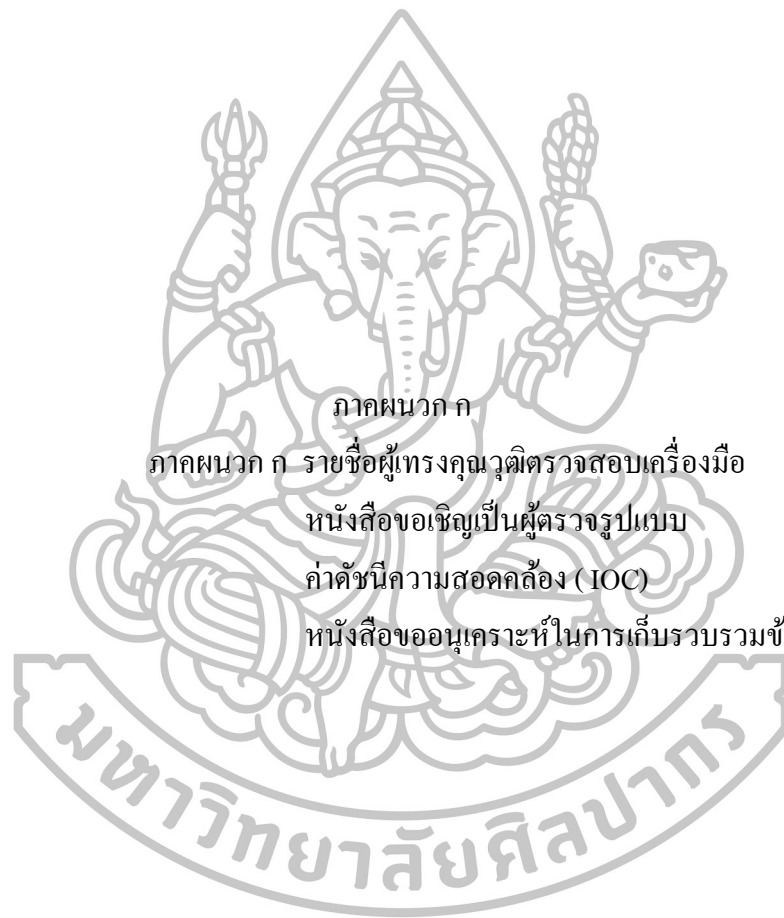 ภาคผนวก ก
ภาคผนวก ก รายชื่อผู้ทรงคุณวุฒิตรวจสอบเครื่องมือ
หนังสือขอเชิญเป็นผู้ตรวจรูปแบบ
ค่าดัชนีความสอดคล้อง ( IOC)
หนังสือขออนุเคราะห์ในการเก็บรวบรวมข้
มหาวิทยาลัยศิลปากร